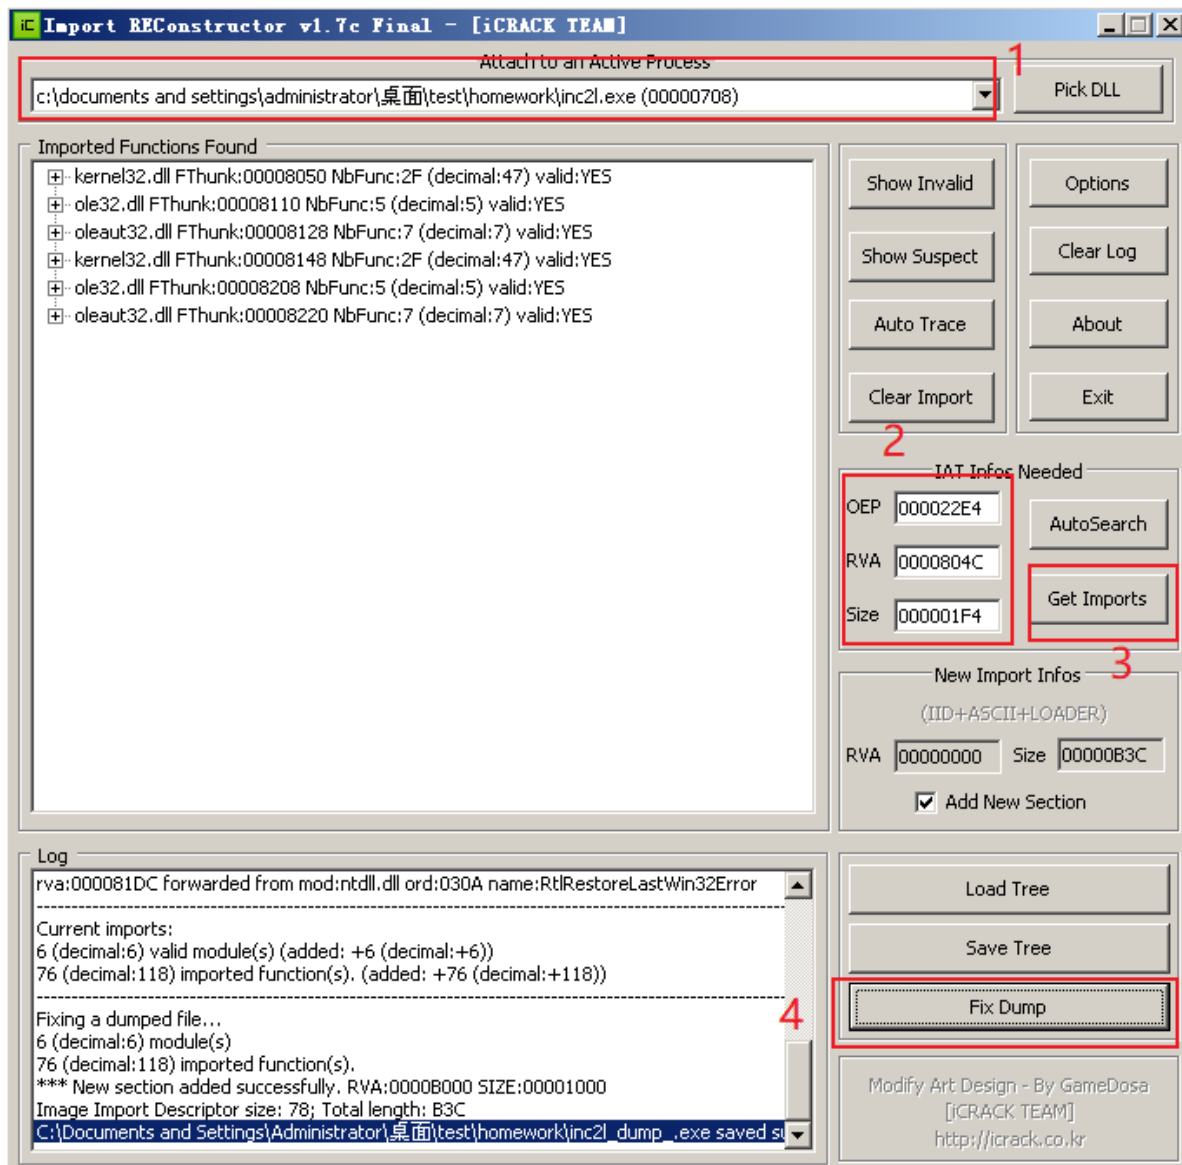 iC Import REConstructor v1.7c Final - [iCRACK TEAM]
Attach to an Active Process
1
c:\documents and settings\administrator\桌面\test\homework\inc2l.exe (00000708)
Pick DLL
Imported Functions Found
kernel32.dll FThunk:00008050 NbFunc:2F (decimal:47) valid:YES
ole32.dll FThunk:00008110 NbFunc:5 (decimal:5) valid:YES
oleaut32.dll FThunk:00008128 NbFunc:7 (decimal:7) valid:YES
kernel32.dll FThunk:00008148 NbFunc:2F (decimal:47) valid:YES
ole32.dll FThunk:00008208 NbFunc:5 (decimal:5) valid:YES
oleaut32.dll FThunk:00008220 NbFunc:7 (decimal:7) valid:YES
Show Invalid
Options
Show Suspect
Clear Log
Auto Trace
About
Clear Import
Exit
2
IAT Infos Needed
OEP 000022E4
AutoSearch
RVA 0000804C
Get Imports
Size 000001F4
3
New Import Infos
(IID+ASCII+LOADER)
RVA 00000000 Size 00000B3C
Add New Section
Log
rva:000081DC forwarded from mod:ntdll.dll ord:030A name:RtlRestoreLastWin32Error
Current imports:
6 (decimal:6) valid module(s) (added: +6 (decimal:+6))
76 (decimal:118) imported function(s). (added: +76 (decimal:+118))
Fixing a dumped file...
6 (decimal:6) module(s)
76 (decimal:118) imported function(s).
*** New section added successfully. RVA:0000B000 SIZE:00001000
Image Import Descriptor size: 78; Total length: B3C
C:\Documents and Settings\Administrator\桌面\test\homework\inc2l_dump_.exe saved
Load Tree
Save Tree
4
Fix Dump
Modify Art Design - By GameDosa
[iCRACK TEAM]
http://icrack.co.kr